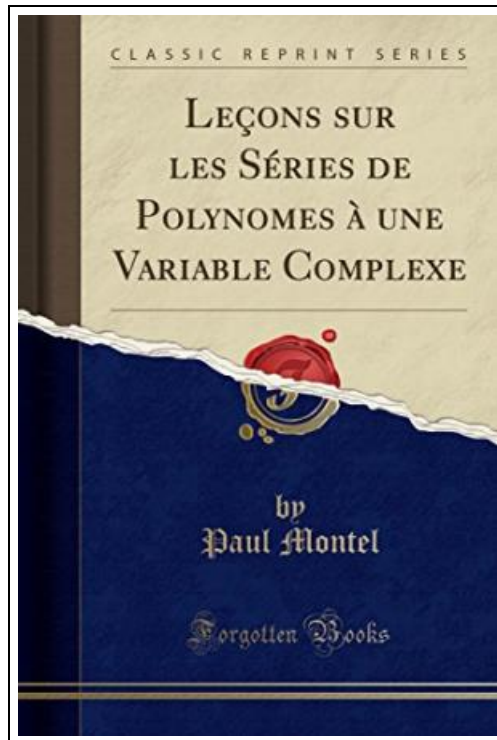 CLASSIC REPRINT SERIES
LEÇONS SUR
LES SÉRIES DE
POLYNOMES À UNE
VARIABLE COMPLEXE
by
Paul Montel
Forgotten Books